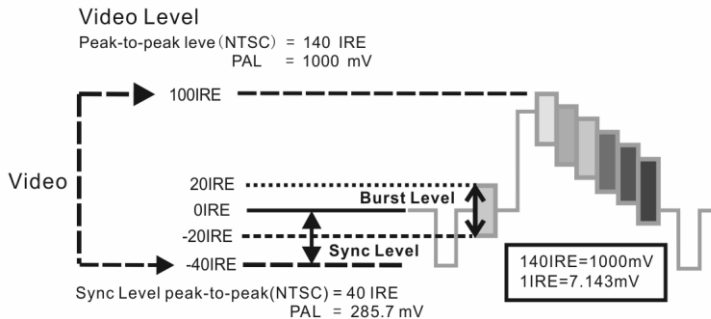 Video Level
Peak-to-peak leve(NTSC) = 140 IRE
PAL = 1000 mV
100IRE
Video
20IRE
Burst Level
0IRE
-20IRE
Sync Level
-40IRE
140IRE=1000mV
1IRE=7.143mV
Sync Level peak-to-peak(NTSC) = 40 IRE
PAL = 285.7 mV